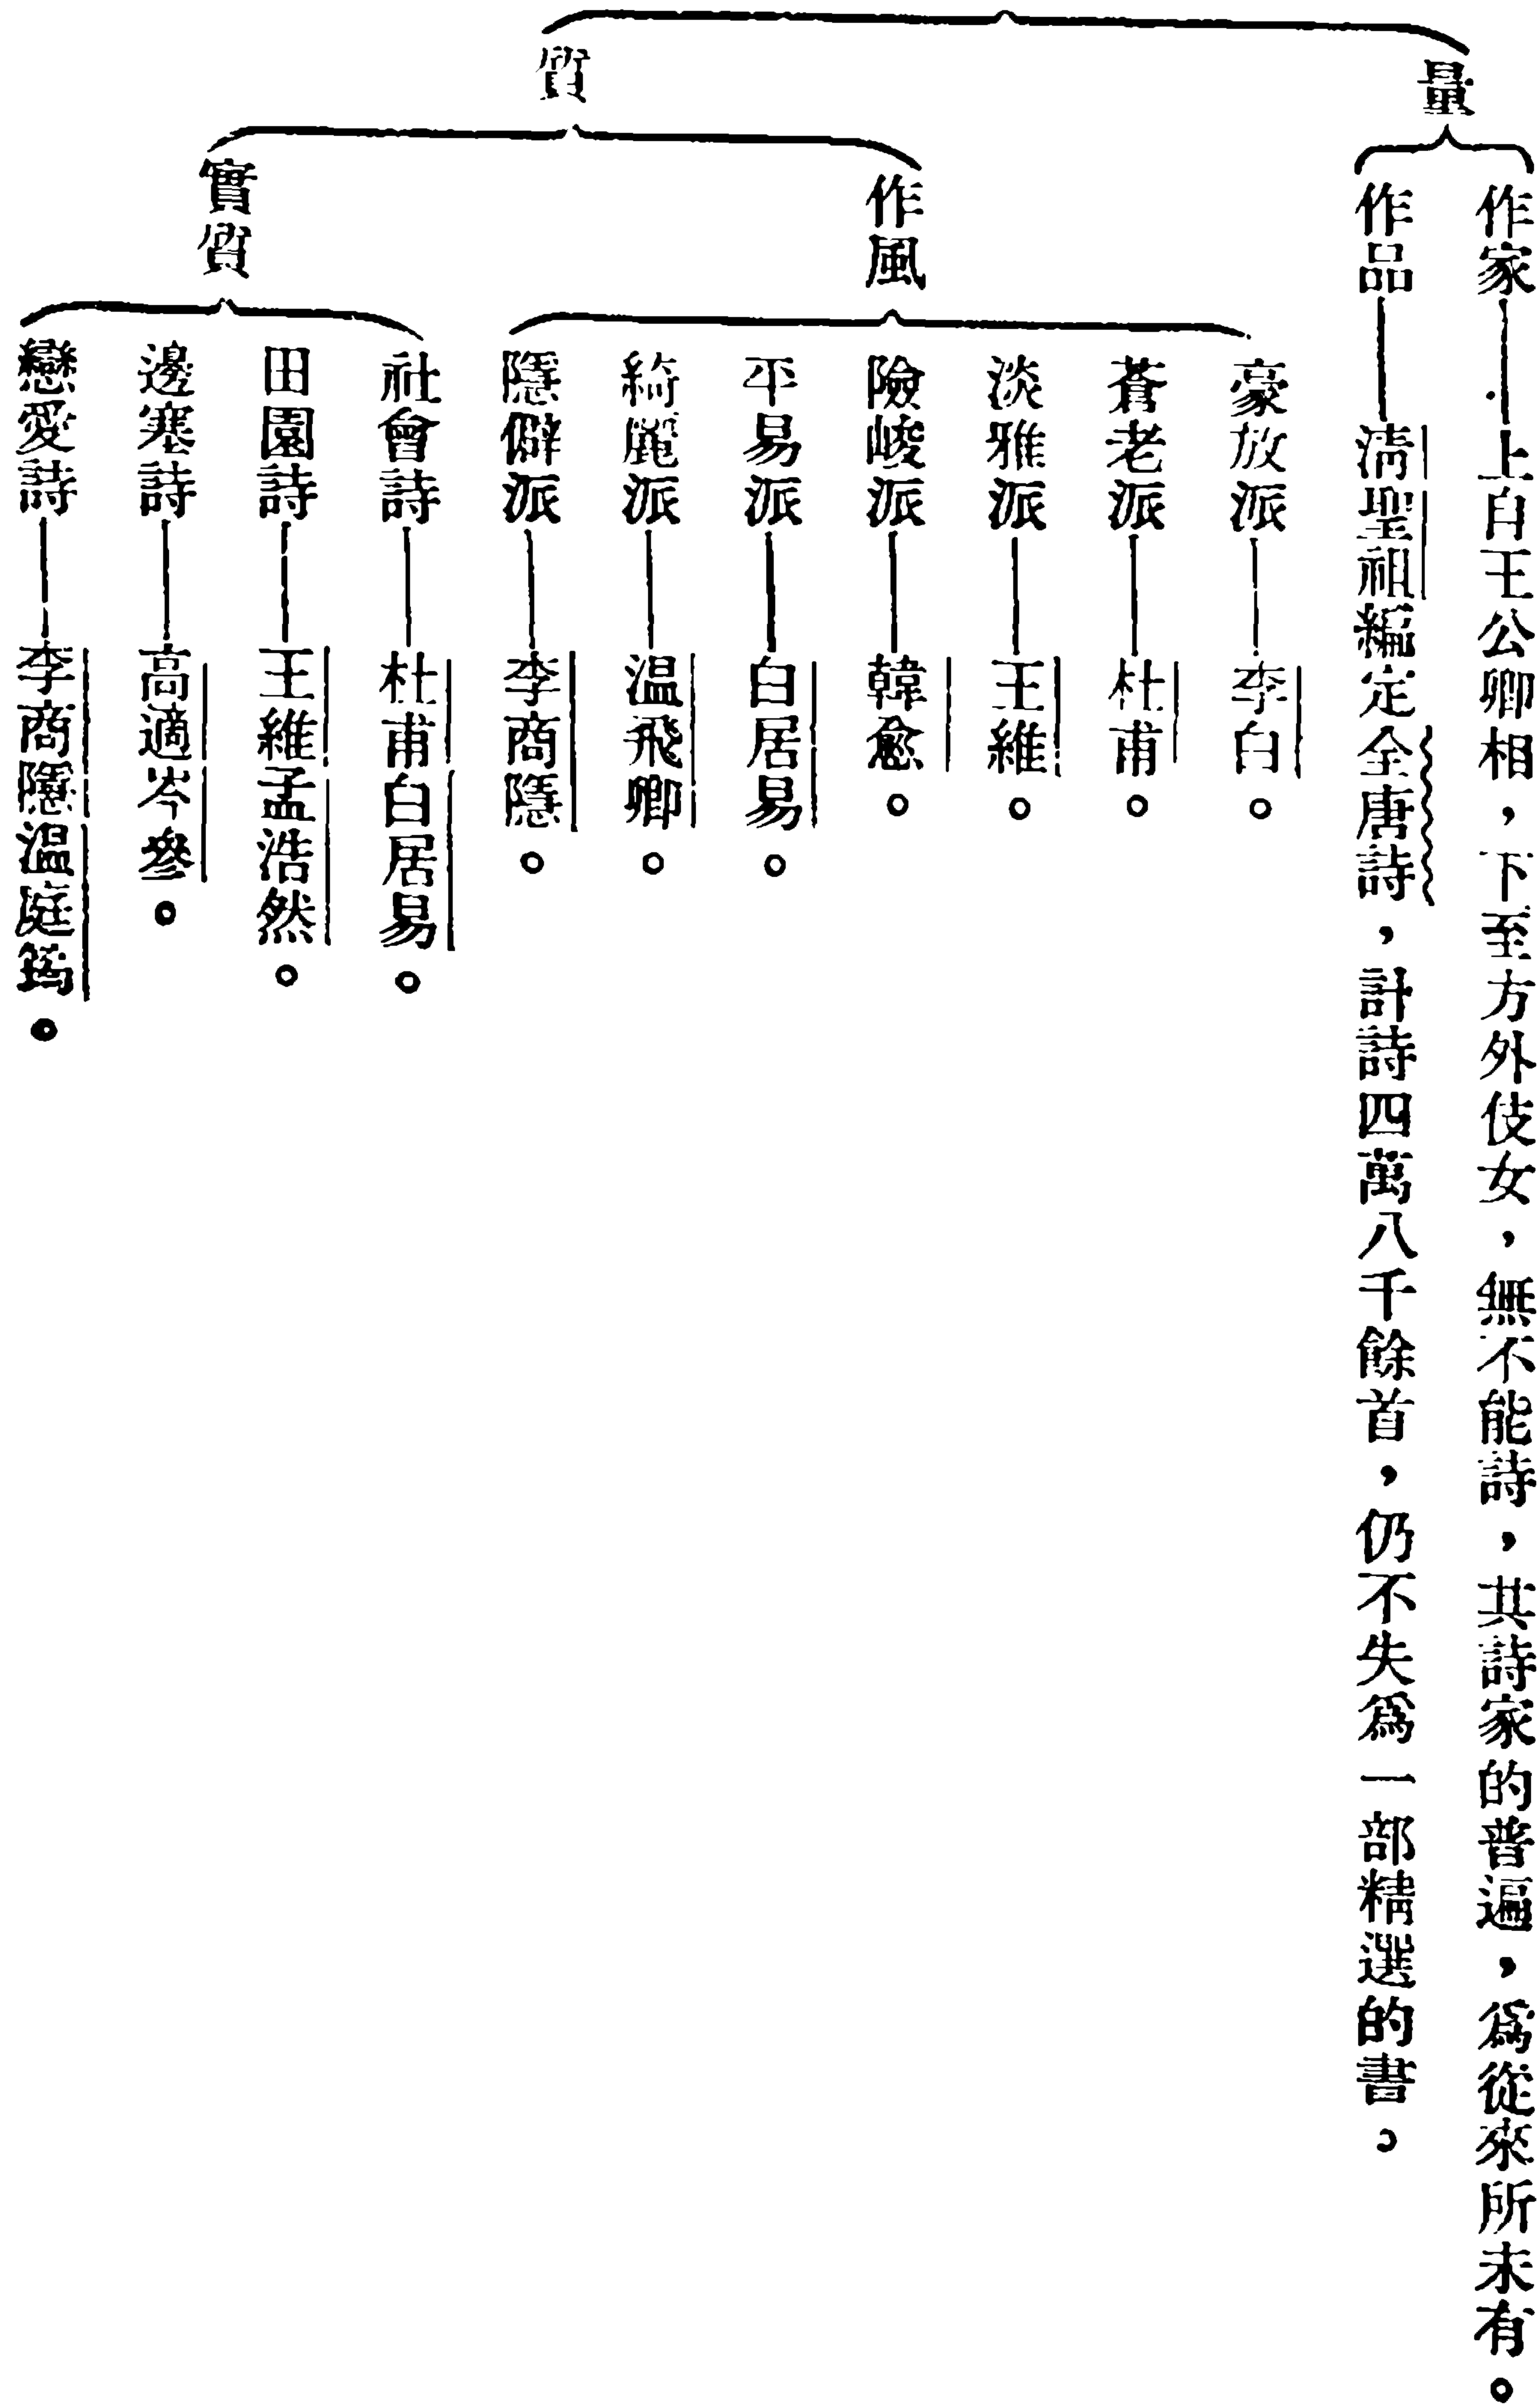 量
作家——上自王公卿相，下至方外伎女，無不能詩，其詩家的普遍，爲從來所未有。
作品——清聖祖編定全唐詩，計詩四萬八千餘首，仍不失爲一部精選的書。
質
作風
豪放派——李白。
蒼老派——杜甫。
淡雅派——王維。
險峻派——韓愈。
平易派——白居易。
綺麗派——温飛卿。
隱僻派——李商隱。
實質
社會詩——杜甫白居易。
田園詩——王維孟浩然。
邊塞詩——高適岑參。
戀愛詩——李商隱温庭筠。